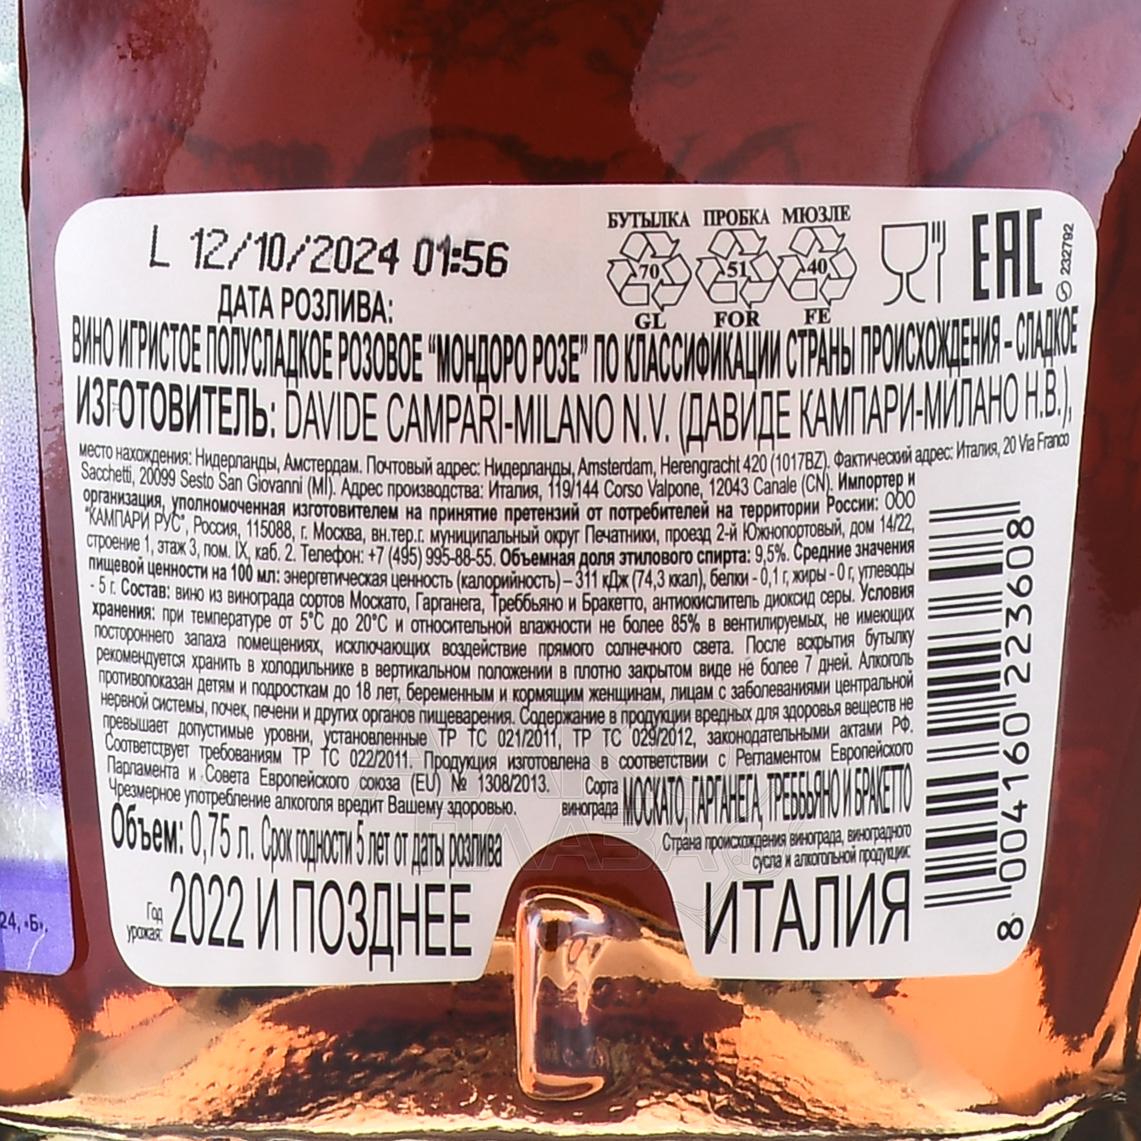 L 12/10/2024 01:56
БУТЫЛКА ПРОБКА МЮЗЛЕ
70 51 40
GL FOR FE
EAC
232792
ДАТА РОЗЛИВА:
ВИНО ИГРИСТОЕ ПОЛУСЛАДКОЕ РОЗОВОЕ “МОНДОРО РОЗЕ” ПО КЛАССИФИКАЦИИ СТРАНЫ ПРОИСХОЖДЕНИЯ – СЛАДКОЕ
ИЗГОТОВИТЕЛЬ: DAVIDE CAMPARI-MILANO N.V. (ДАВИДЕ КАМПАРИ-МИЛАНО Н.В.),
место нахождения: Нидерланды, Амстердам. Почтовый адрес: Нидерланды, Amsterdam, Herengracht 420 (1017BZ). Фактический адрес: Италия, 20 Via Franco
Sacchetti, 20099 Sesto San Giovanni (MI). Адрес производства: Италия, 119/144 Corso Valpone, 12043 Canale (CN). Импортер и
организация, уполномоченная изготовителем на принятие претензий от потребителей на территории России: ООО
"КАМПАРИ РУС", Россия, 115088, г. Москва, вн.тер.г. муниципальный округ Печатники, проезд 2-й Южнопортовый, дом 14/22,
строение 1, этаж 3, пом. IX, каб. 2. Телефон: +7 (495) 995-88-55. Объемная доля этилового спирта: 9,5%. Средние значения
пищевой ценности на 100 мл: энергетическая ценность (калорийность) – 311 кДж (74,3 ккал), белки - 0,1 г, жиры - 0 г, углеводы
- 5 г. Состав: вино из винограда сортов Москато, Гарганега, Треббьяно и Бракетто, антиокислитель диоксид серы. Условия
хранения: при температуре от 5°C до 20°C и относительной влажности не более 85% в вентилируемых, не имеющих
постороннего запаха помещениях, исключающих воздействие прямого солнечного света. После вскрытия бутылку
рекомендуется хранить в холодильнике в вертикальном положении в плотно закрытом виде не более 7 дней. Алкоголь
противопоказан детям и подросткам до 18 лет, беременным и кормящим женщинам, лицам с заболеваниями центральной
нервной системы, почек, печени и других органов пищеварения. Содержание в продукции вредных для здоровья веществ не
превышает допустимые уровни, установленные ТР ТС 021/2011, ТР ТС 029/2012, законодательными актами РФ.
Соответствует требованиям ТР ТС 022/2011. Продукция изготовлена в соответствии с Регламентом Европейского
Парламента и Совета Европейского союза (EU) № 1308/2013.
Чрезмерное употребление алкоголя вредит Вашему здоровью.
Сорта
винограда МОСКАТО, ГАРГАНЕГА, ТРЕББЬЯНО И БРАКЕТТО
Объем: 0,75 л. Срок годности 5 лет от даты розлива
Страна происхождения винограда, виноградного
сусла и алкогольной продукции:
Год
урожая: 2022 И ПОЗДНЕЕ
ИТАЛИЯ
8 004160 223608
24, «Б».